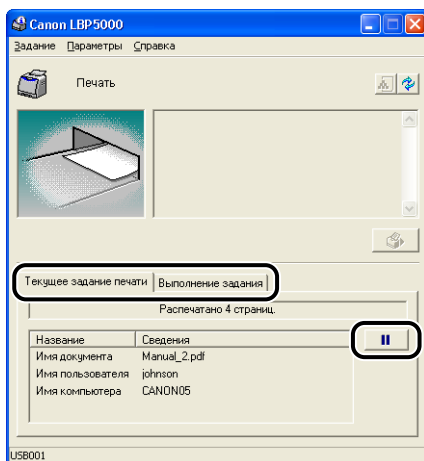 Canon LBP5000
Задание Параметры Справка
Печать
Текущее задание печати Выполнение задания
Распечатано 4 страниц.
Название Сведения
Имя документа Manual_2.pdf
Имя пользователя johnson
Имя компьютера CANON05
USB001